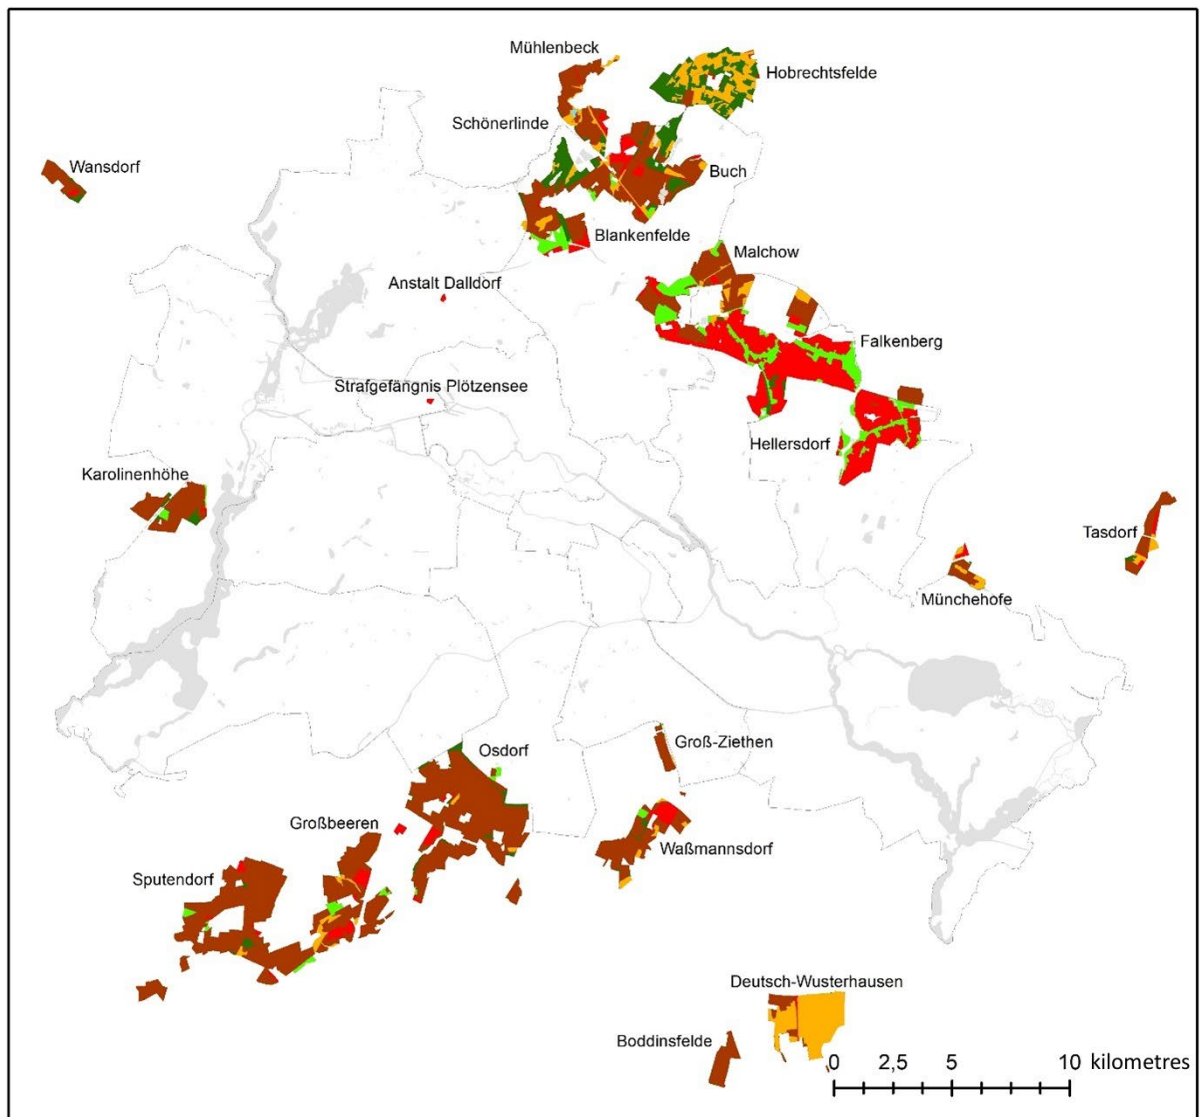 Mühlenbeck
Hobrechtsfelde
Schönerlinde
Wansdorf
Buch
Blankenfelde
Malchow
Anstalt Dalldorf
Falkenberg
Strafgefängnis Plötzensee
Hellersdorf
Karolinenhöhe
Tasdorf
Münchehofe
Osdorf
Groß-Ziethen
Großbeeren
Waßmannsdorf
Sputendorf
Deutsch-Wusterhausen
Boddinsfelde
0 2,5 5 10 kilometres